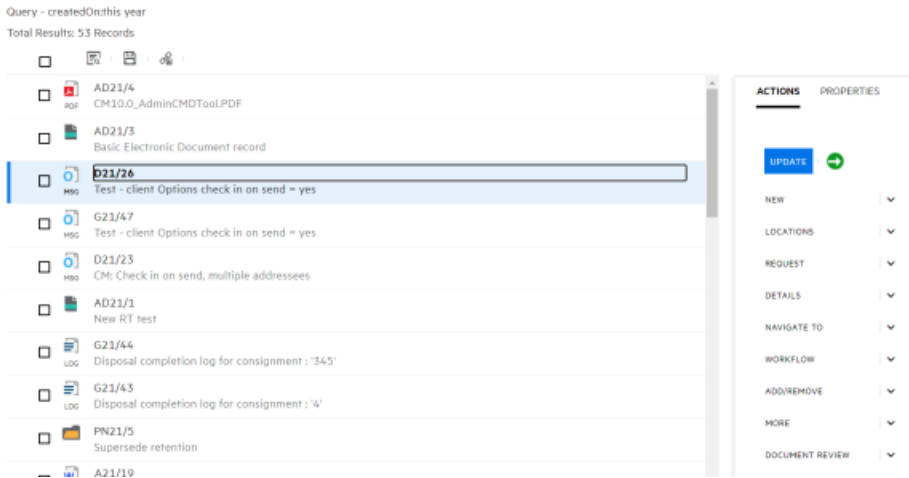 Query - createdOn:this year
Total Results: 53 Records
AD21/4
PDF
CM10.0_AdminCMDTool.PDF
AD21/3
Basic Electronic Document record
D21/26
MSG
Test - client Options check in on send = yes
G21/47
MSG
Test - client Options check in on send = yes
D21/23
MSG
CM: Check in on send, multiple addressees
AD21/1
New RT test
G21/44
LOG
Disposal completion log for consignment : '345'
G21/43
LOG
Disposal completion log for consignment : '4'
PN21/5
Supersede retention
A21/19
ACTIONS PROPERTIES
UPDATE
NEW
LOCATIONS
REQUEST
DETAILS
NAVIGATE TO
WORKFLOW
ADD/REMOVE
MORE
DOCUMENT REVIEW